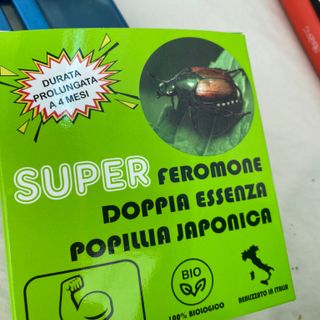 DURATA
PROLUNGATA
A 4 MESI
SUPER FEROMONE
DOPPIA ESSENZA
POPILLIA JAPONICA
BIO
100% BIOLOGICO
REALIZZATO IN ITALIA